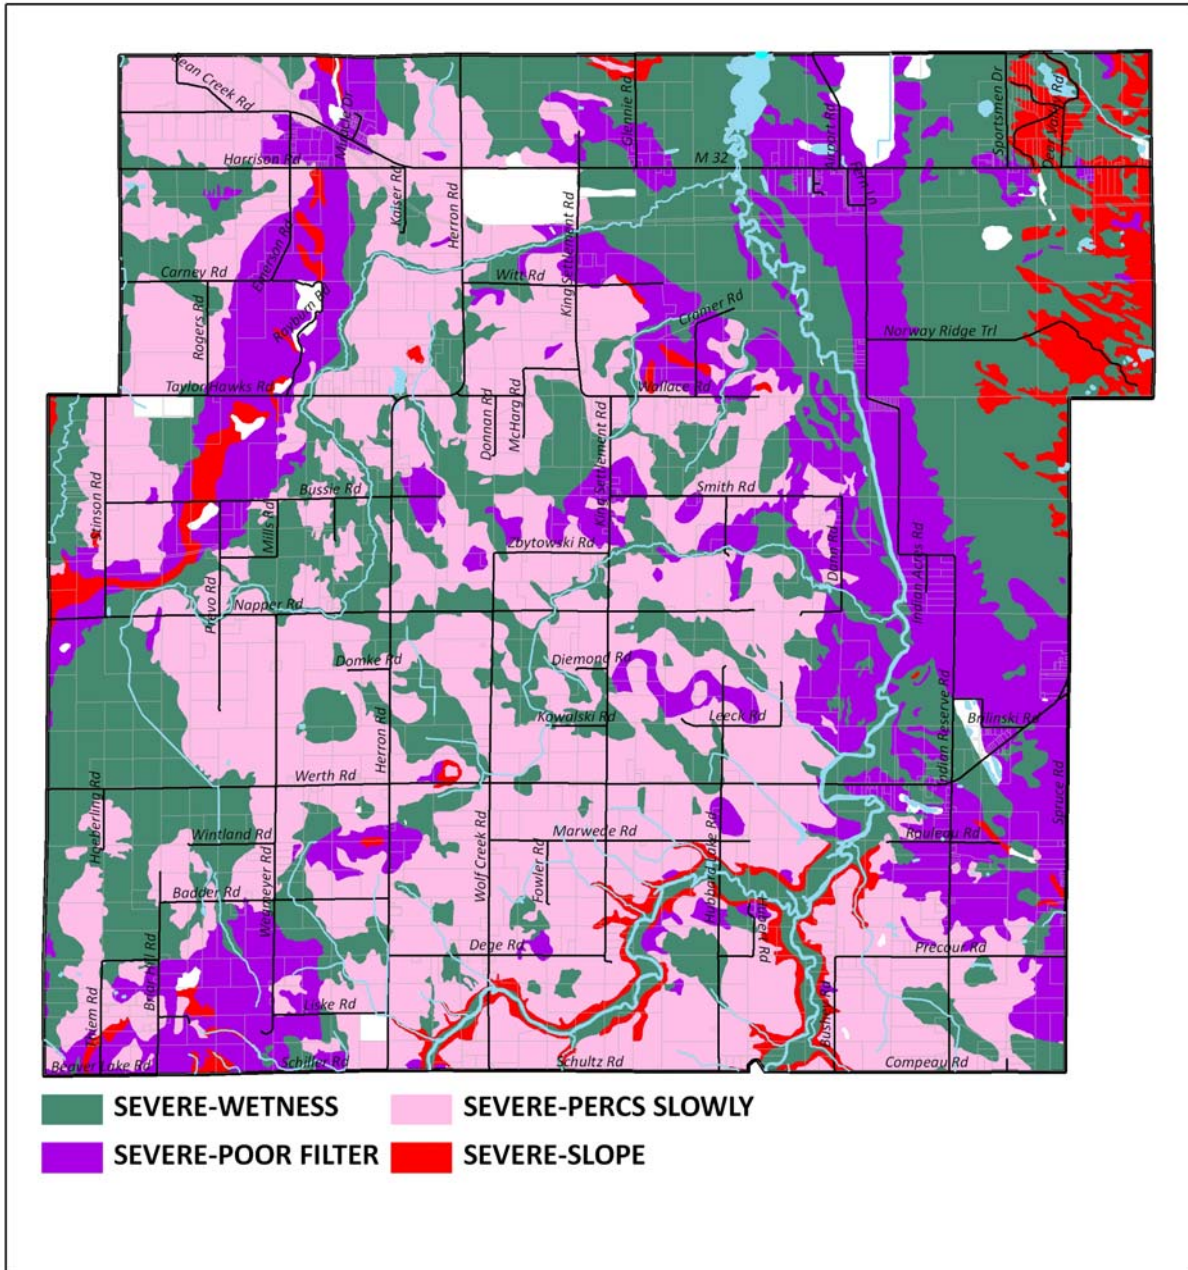 Bean Creek Rd
Glennie Rd
Airport Rd
Sportsmen Dr
Harrison Rd
M 32
Kaiser Rd
Herron Rd
King Settlement Rd
Emerson Rd
Carney Rd
Witt Rd
Rogers Rd
Rayburn Rd
Cramer Rd
Norway Ridge Trl
Taylor Hawks Rd
Wallace Rd
Donnan Rd
McHarg Rd
King Settlement Rd
Stinson Rd
Bussie Rd
Smith Rd
Mills Rd
Zbytowski Rd
Indian Acres Rd
Napper Rd
Domke Rd
Diemond Rd
Kowalski Rd
Leeck Rd
Indian Reserve Rd
Brilinski Rd
Herron Rd
Werth Rd
Haeberling Rd
Spruce Rd
Wintland Rd
Marwede Rd
Rouleau Rd
Wolf Creek Rd
Fowler Rd
Hubbard Lake Rd
Wegmeyer Rd
Badder Rd
Dege Rd
Precour Rd
Liske Rd
Beaver Lake Rd
Schiller Rd
Schultz Rd
Compeau Rd
SEVERE-WETNESS
SEVERE-PERCS SLOWLY
SEVERE-POOR FILTER
SEVERE-SLOPE